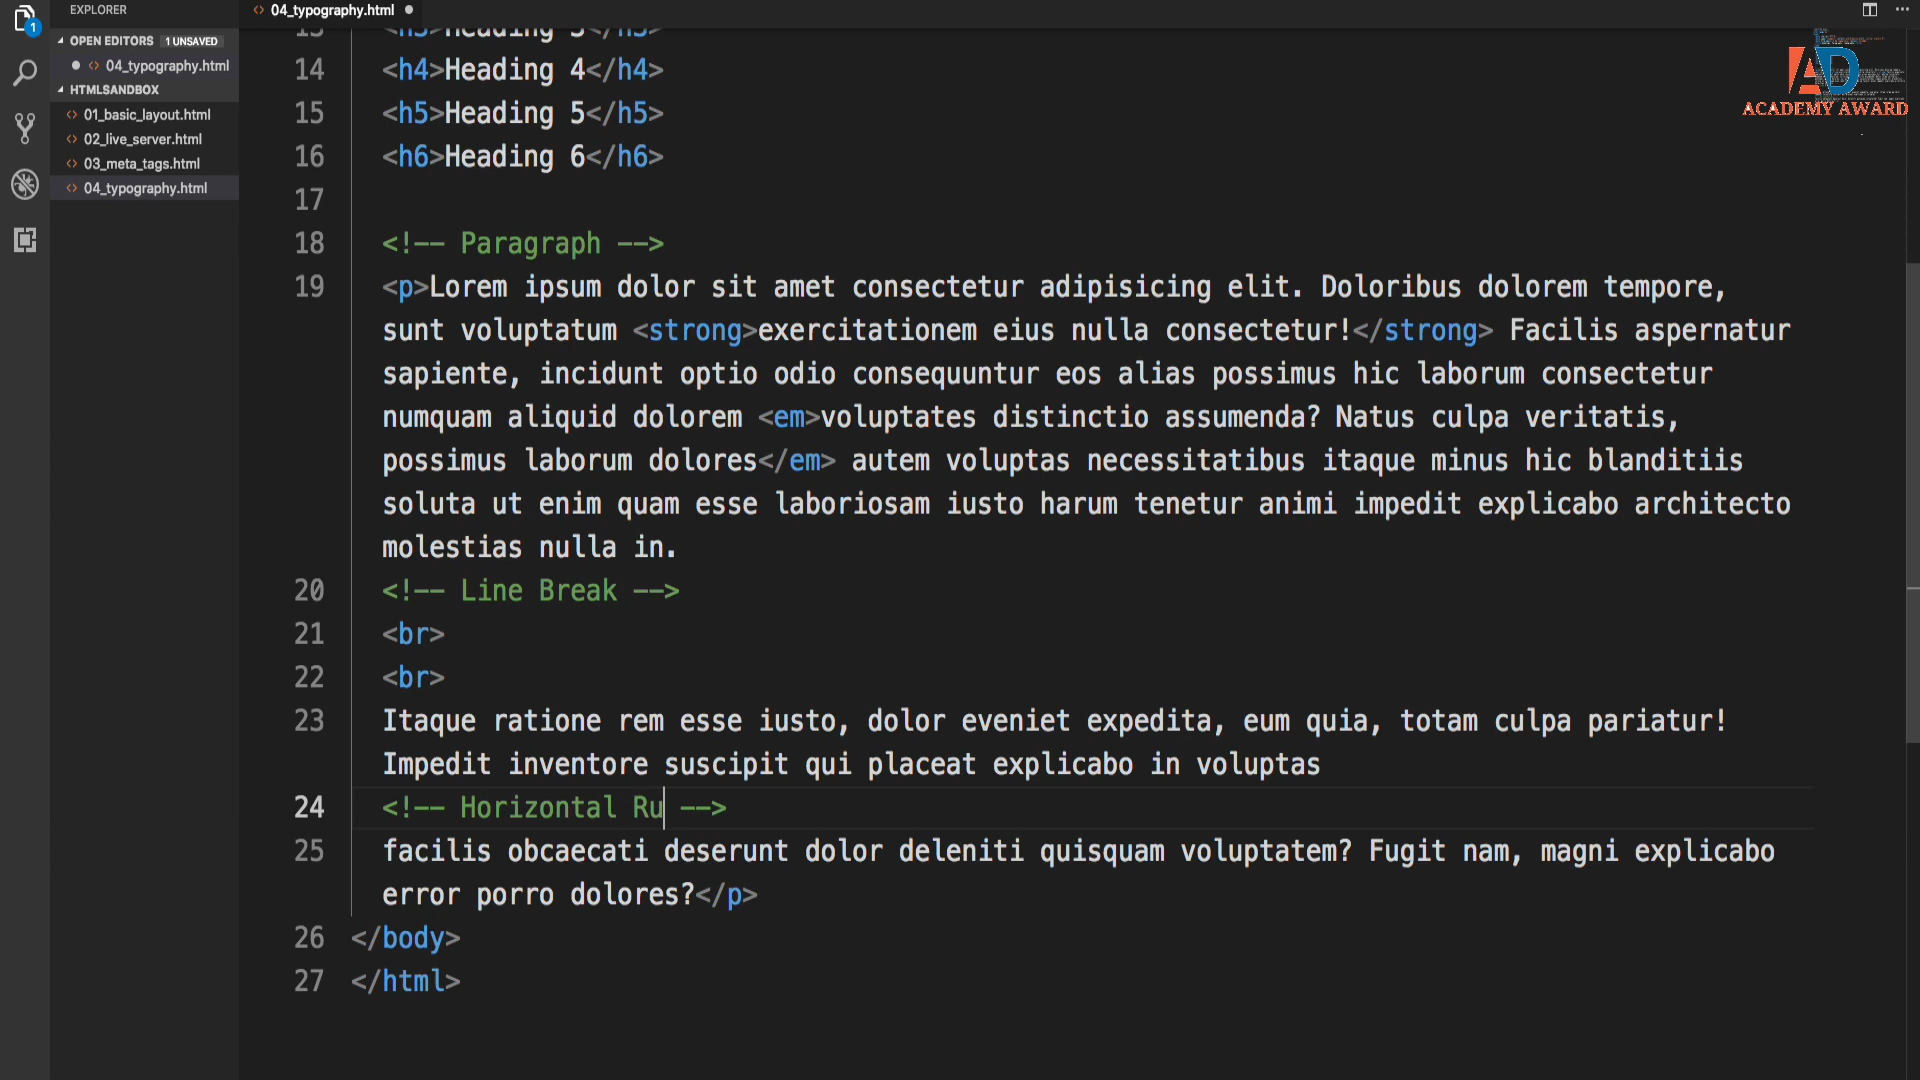 EXPLORER
04_typography.html
OPEN EDITORS 1 UNSAVED
04_typography.html
HTMLSANDBOX
01_basic_layout.html
02_live_server.html
03_meta_tags.html
04_typography.html
1
13 <h3>Heading 3</h3>
14 <h4>Heading 4</h4>
15 <h5>Heading 5</h5>
16 <h6>Heading 6</h6>
17
18 <!-- Paragraph -->
19 <p>Lorem ipsum dolor sit amet consectetur adipisicing elit. Doloribus dolorem tempore,
sunt voluptatum <strong>exercitationem eius nulla consectetur!</strong> Facilis aspernatur
sapiente, incidunt optio odio consequuntur eos alias possimus hic laborum consectetur
numquam aliquid dolorem <em>voluptates distinctio assumenda? Natus culpa veritatis,
possimus laborum dolores</em> autem voluptas necessitatibus itaque minus hic blanditiis
soluta ut enim quam esse laboriosam iusto harum tenetur animi impedit explicabo architecto
molestias nulla in.
20 <!-- Line Break -->
21 <br>
22 <br>
23 Itaque ratione rem esse iusto, dolor eveniet expedita, eum quia, totam culpa pariatur!
Impedit inventore suscipit qui placeat explicabo in voluptas
24 <!-- Horizontal Ru -->
25 facilis obcaecati deserunt dolor deleniti quisquam voluptatem? Fugit nam, magni explicabo
error porro dolores?</p>
26 </body>
27 </html>
AD
ACADEMY AWARD